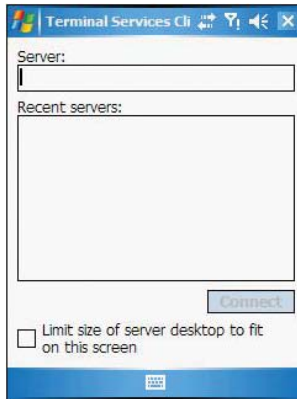 Terminal Services Cli
Server:
Recent servers:
Connect
Limit size of server desktop to fit
on this screen